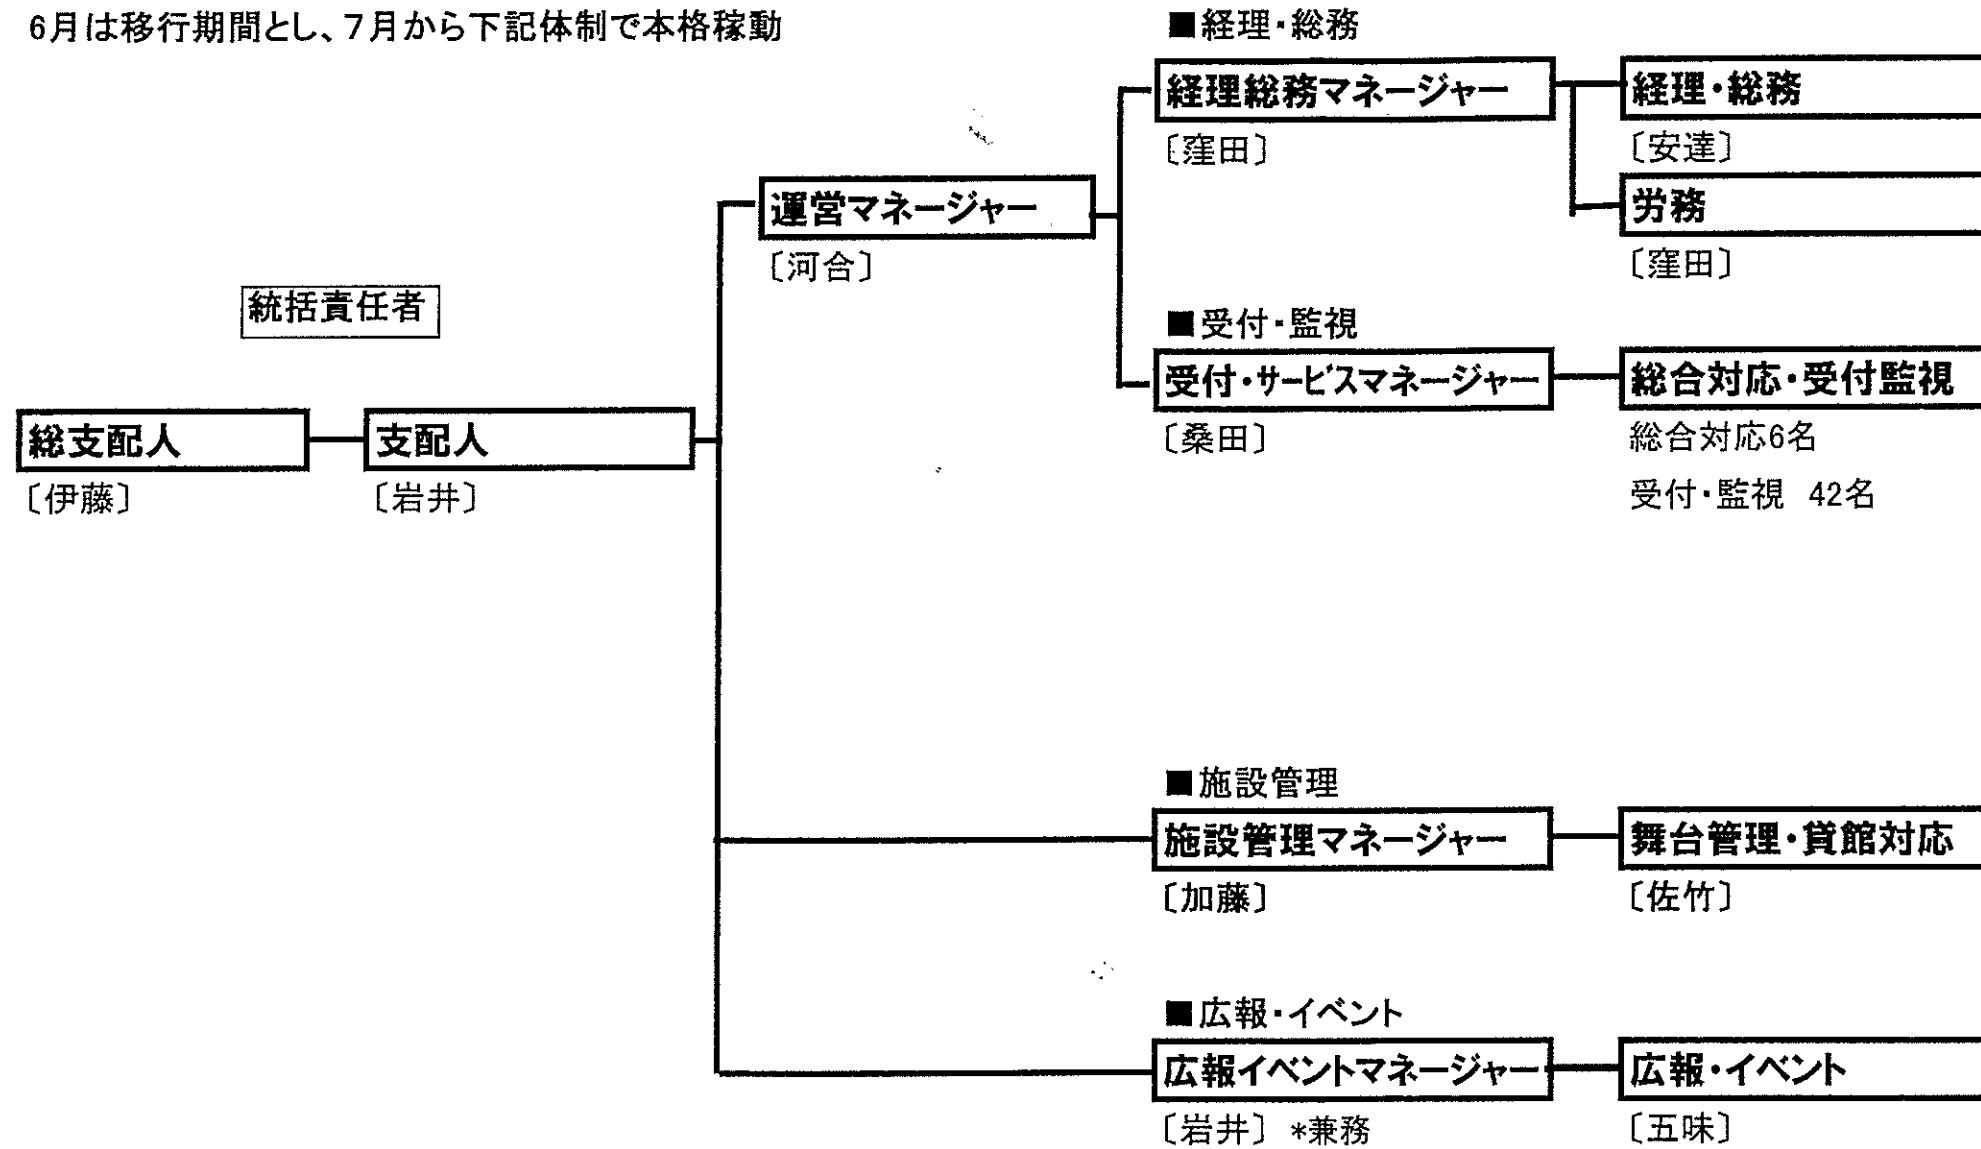 6月は移行期間とし、7月から下記体制で本格稼動
統括責任者
総支配人
〔伊藤〕
支配人
〔岩井〕
運営マネージャー
〔河合〕
■経理・総務
経理総務マネージャー
〔窪田〕
経理・総務
〔安達〕
労務
〔窪田〕
■受付・監視
受付・サービスマネージャー
〔桑田〕
総合対応・受付監視
総合対応6名
受付・監視 42名
■施設管理
施設管理マネージャー
〔加藤〕
舞台管理・貸館対応
〔佐竹〕
■広報・イベント
広報イベントマネージャー
〔岩井〕*兼務
広報・イベント
〔五味〕